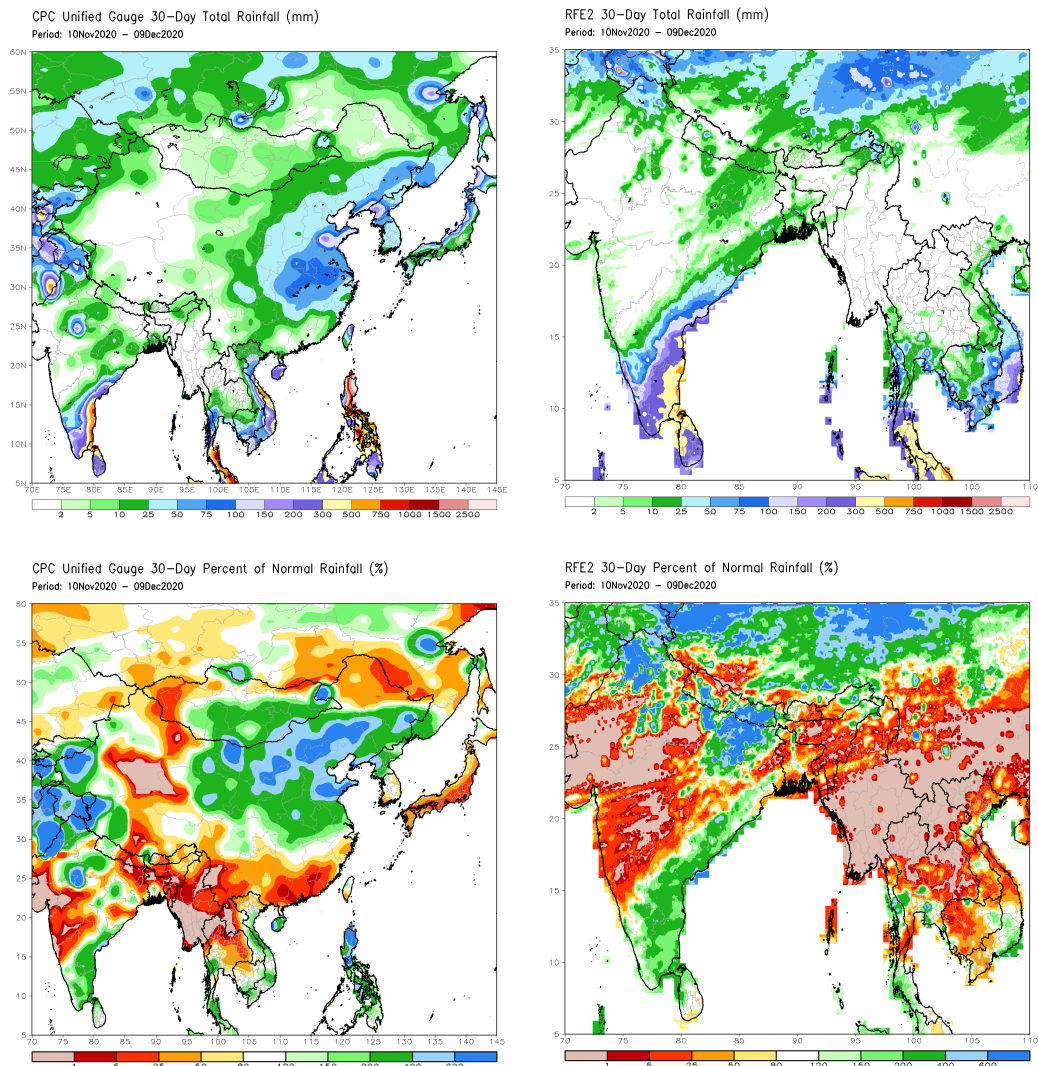 CPC Unified Gauge 30-Day Total Rainfall (mm)
Period: 10Nov2020 – 09Dec2020
60N
55N
50N
45N
40N
35N
30N
25N
20N
15N
10N
5N
70E 75E 80E 85E 90E 95E 100E 105E 110E 115E 120E 125E 130E 135E 140E 145E
2 5 10 25 50 75 100 150 200 300 500 750 1000 1500 2500
RFE2 30-Day Total Rainfall (mm)
Period: 10Nov2020 – 09Dec2020
35
30
25
20
15
10
5
70 75 80 85 90 95 100 105 110
2 5 10 25 50 75 100 150 200 300 500 750 1000 1500 2500
CPC Unified Gauge 30-Day Percent of Normal Rainfall (%)
Period: 10Nov2020 – 09Dec2020
60
55
50
45
40
35
30
25
20
15
10
5
70 75 80 85 90 95 100 105 110 115 120 125 130 135 140 145
1 5 25 50 80 120 150 200 400 600
RFE2 30-Day Percent of Normal Rainfall (%)
Period: 10Nov2020 – 09Dec2020
35
30
25
20
15
10
5
70 75 80 85 90 95 100 105 110
1 5 25 50 80 120 150 200 400 600